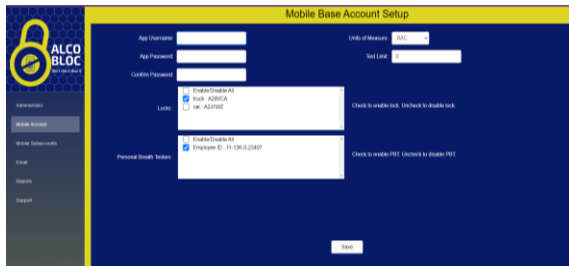 Mobile Base Account Setup
ALCO
BLOC
App Username:
Units of Measure: BAC
App Password:
Test Limit: 0
Confirm Password:
Administrator
Mobile Account
Mobile Subaccounts
Email
Reports
Support
Locks:
Enable/Disable All
truck : A28VCA
car :
Check to enable lock. Uncheck to disable lock.
Personal Breath Testers:
Enable/Disable All
Employee ID : 11-136-3-23407
Check to enable PBT. Uncheck to disable PBT.
Save